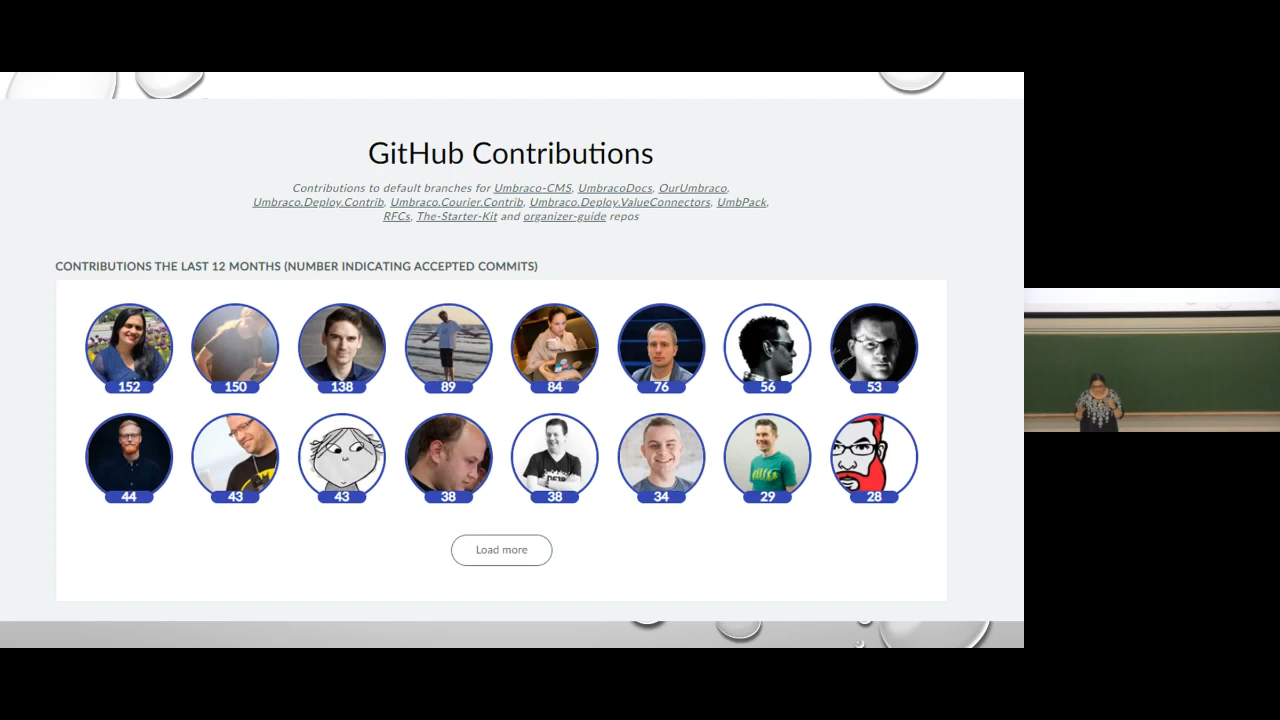 GitHub Contributions
Contributions to default branches for Umbraco-CMS, UmbracoDocs, OurUmbraco,
Umbraco.Deploy.Contrib, Umbraco.Courier.Contrib, Umbraco.Deploy.ValueConnectors, UmbPack,
RFCs, The-Starter-Kit and organizer-guide repos
CONTRIBUTIONS THE LAST 12 MONTHS (NUMBER INDICATING ACCEPTED COMMITS)
152 150 138 89 84 76 56 53
44 43 43 38 38 34 29 28
Load more